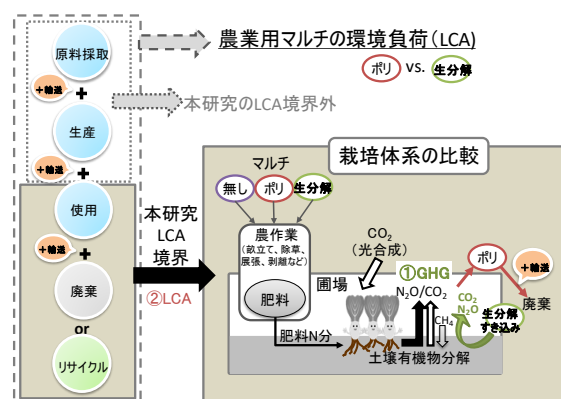 農業用マルチの環境負荷(LCA)
ポリ vs. 生分解
本研究のLCA境界外
原料採取
+輸送
+
生産
+輸送
+
使用
+輸送
+
廃棄
or
リサイクル
本研究
LCA
境界
②LCA
栽培体系の比較
マルチ
無し ポリ 生分解
農作業
(畝立て、除草、
展張、剥離など)
肥料
肥料N分
圃場
CO₂
(光合成)
①GHG
N₂O/CO₂
CH₄
土壌有機物分解
CO₂
N₂O
ポリ
+輸送
廃棄
生分解
すき込み